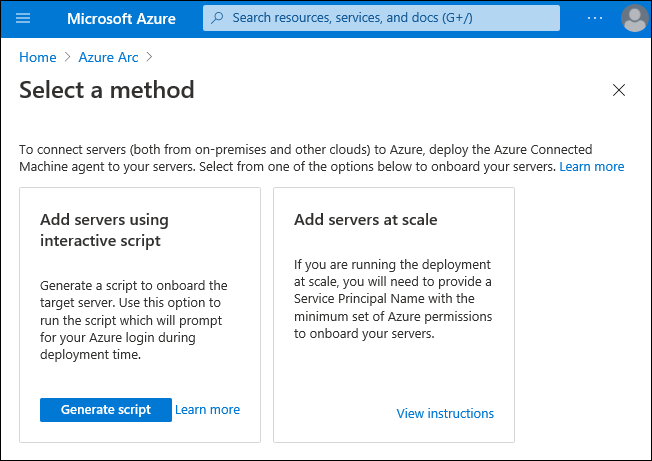 Microsoft Azure
Search resources, services, and docs (G+/)
...
Home > Azure Arc >
Select a method
To connect servers (both from on-premises and other clouds) to Azure, deploy the Azure Connected
Machine agent to your servers. Select from one of the options below to onboard your servers. Learn more
Add servers using
interactive script
Generate a script to onboard the
target server. Use this option to
run the script which will prompt
for your Azure login during
deployment time.
Generate script Learn more
Add servers at scale
If you are running the deployment
at scale, you will need to provide a
Service Principal Name with the
minimum set of Azure permissions
to onboard your servers.
View instructions